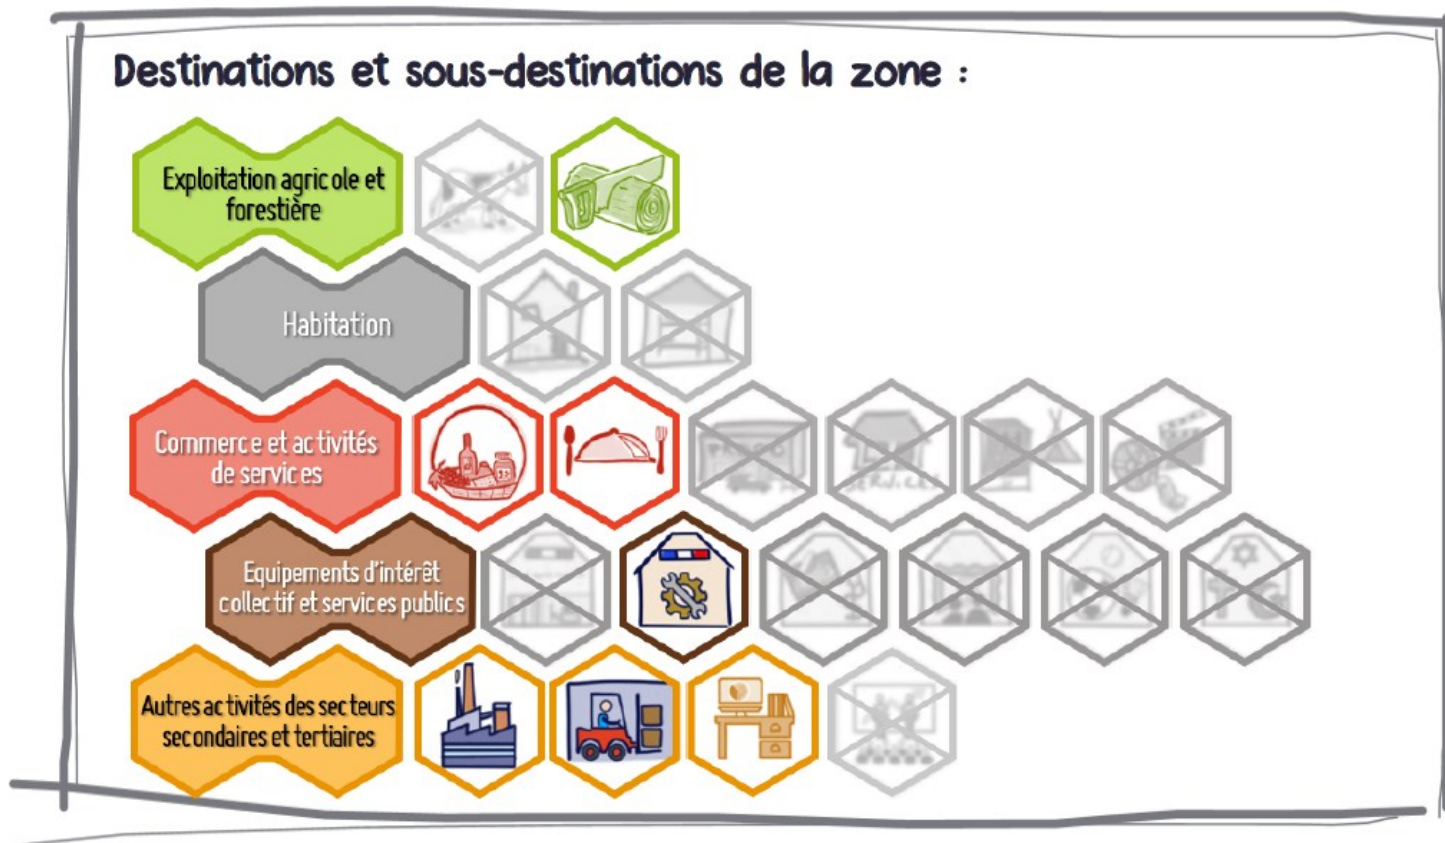 Destinations et sous-destinations de la zone :
Exploitation agricole et
forestière
Habitation
Commerce et activités
de services
Equipements d'intérêt
collectif et services publics
Autres activités des secteurs
secondaires et tertiaires